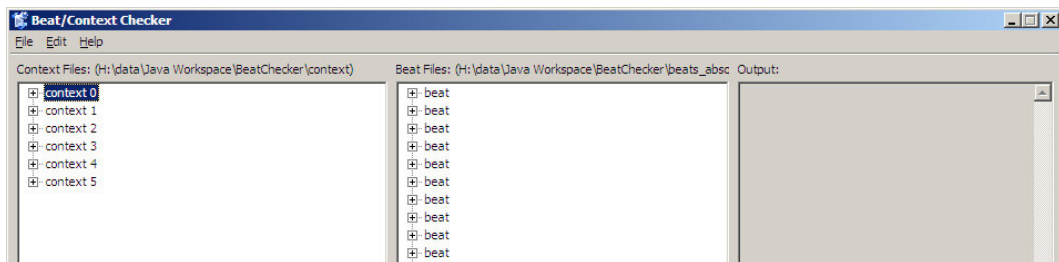 Beat/Context Checker
File Edit Help
Context Files: (H:\data\Java Workspace\BeatChecker\context)
Beat Files: (H:\data\Java Workspace\BeatChecker\beats_absc
Output:
context 0
context 1
context 2
context 3
context 4
context 5
beat
beat
beat
beat
beat
beat
beat
beat
beat
beat